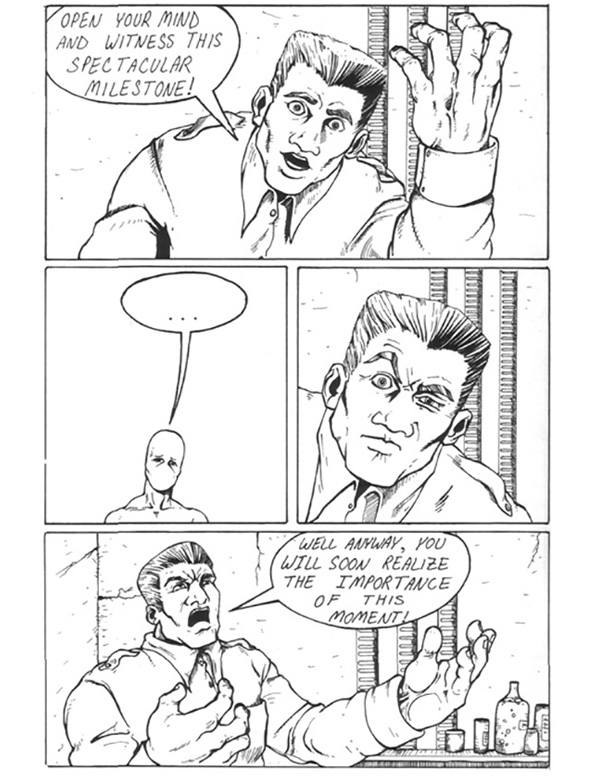 OPEN YOUR MIND
AND WITNESS THIS
SPECTACULAR
MILESTONE!
...
WELL ANYWAY, YOU
WILL SOON REALIZE
THE IMPORTANCE
OF THIS
MOMENT!